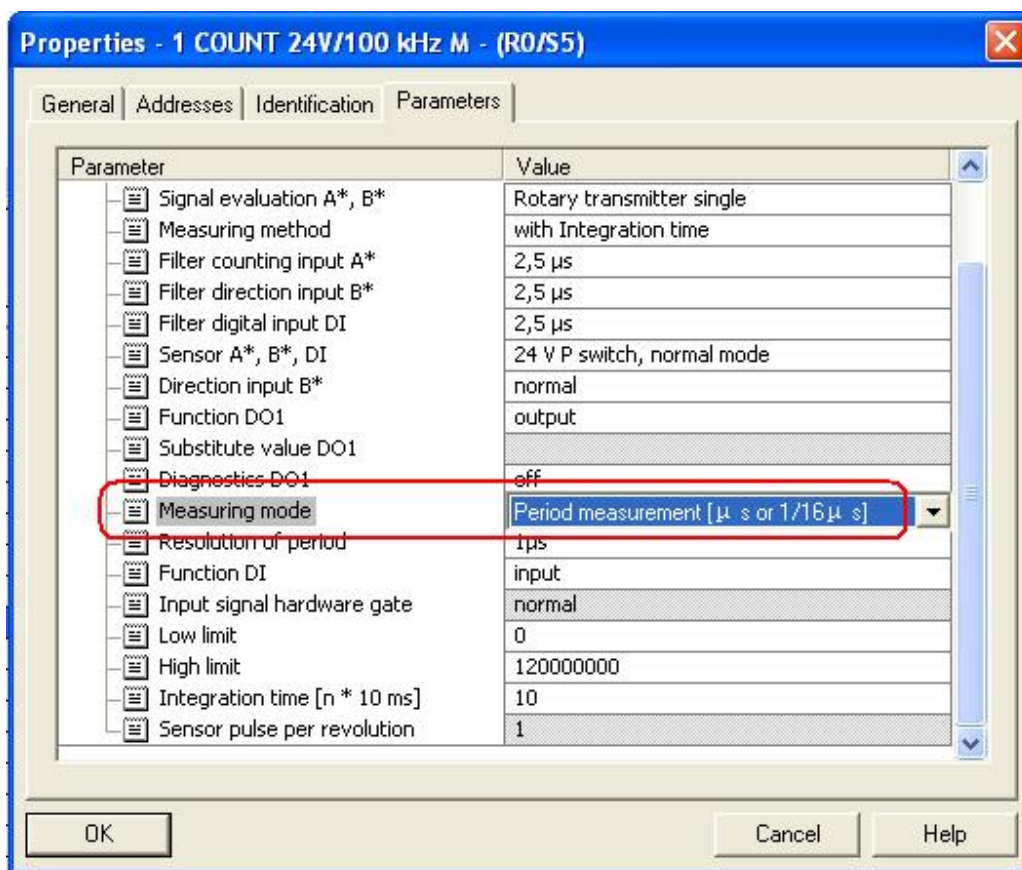 Properties - 1 COUNT 24V/100 kHz M - (R0/S5)
General Addresses Identification Parameters
Parameter Value
Signal evaluation A*, B* Rotary transmitter single
Measuring method with Integration time
Filter counting input A* 2,5 µs
Filter direction input B* 2,5 µs
Filter digital input DI 2,5 µs
Sensor A*, B*, DI 24 V P switch, normal mode
Direction input B* normal
Function DO1 output
Substitute value DO1
Diagnostics DO1 off
Measuring mode Period measurement [µ s or 1/16µ s]
Resolution of period 1µs
Function DI input
Input signal hardware gate normal
Low limit 0
High limit 120000000
Integration time [n * 10 ms] 10
Sensor pulse per revolution 1
OK Cancel Help